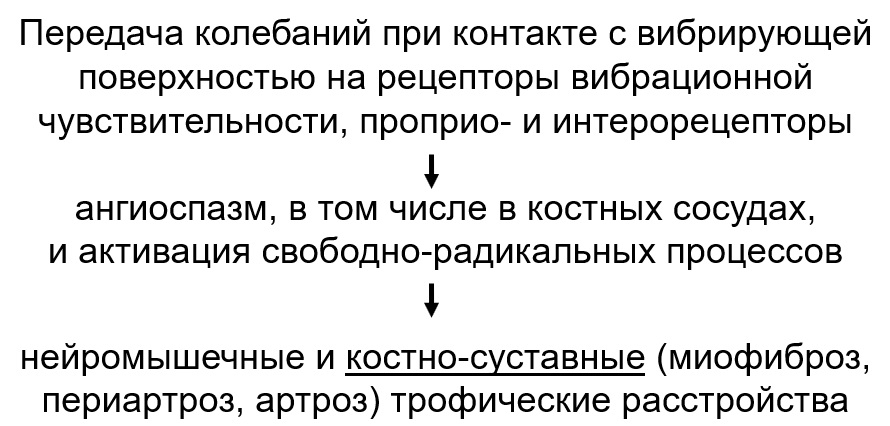 Передача колебаний при контакте с вибрирующей
поверхностью на рецепторы вибрационной
чувствительности, проприо- и интерорецепторы
ангиоспазм, в том числе в костных сосудах,
и активация свободно-радикальных процессов
нейромышечные и костно-суставные (миофиброз,
периартроз, артроз) трофические расстройства